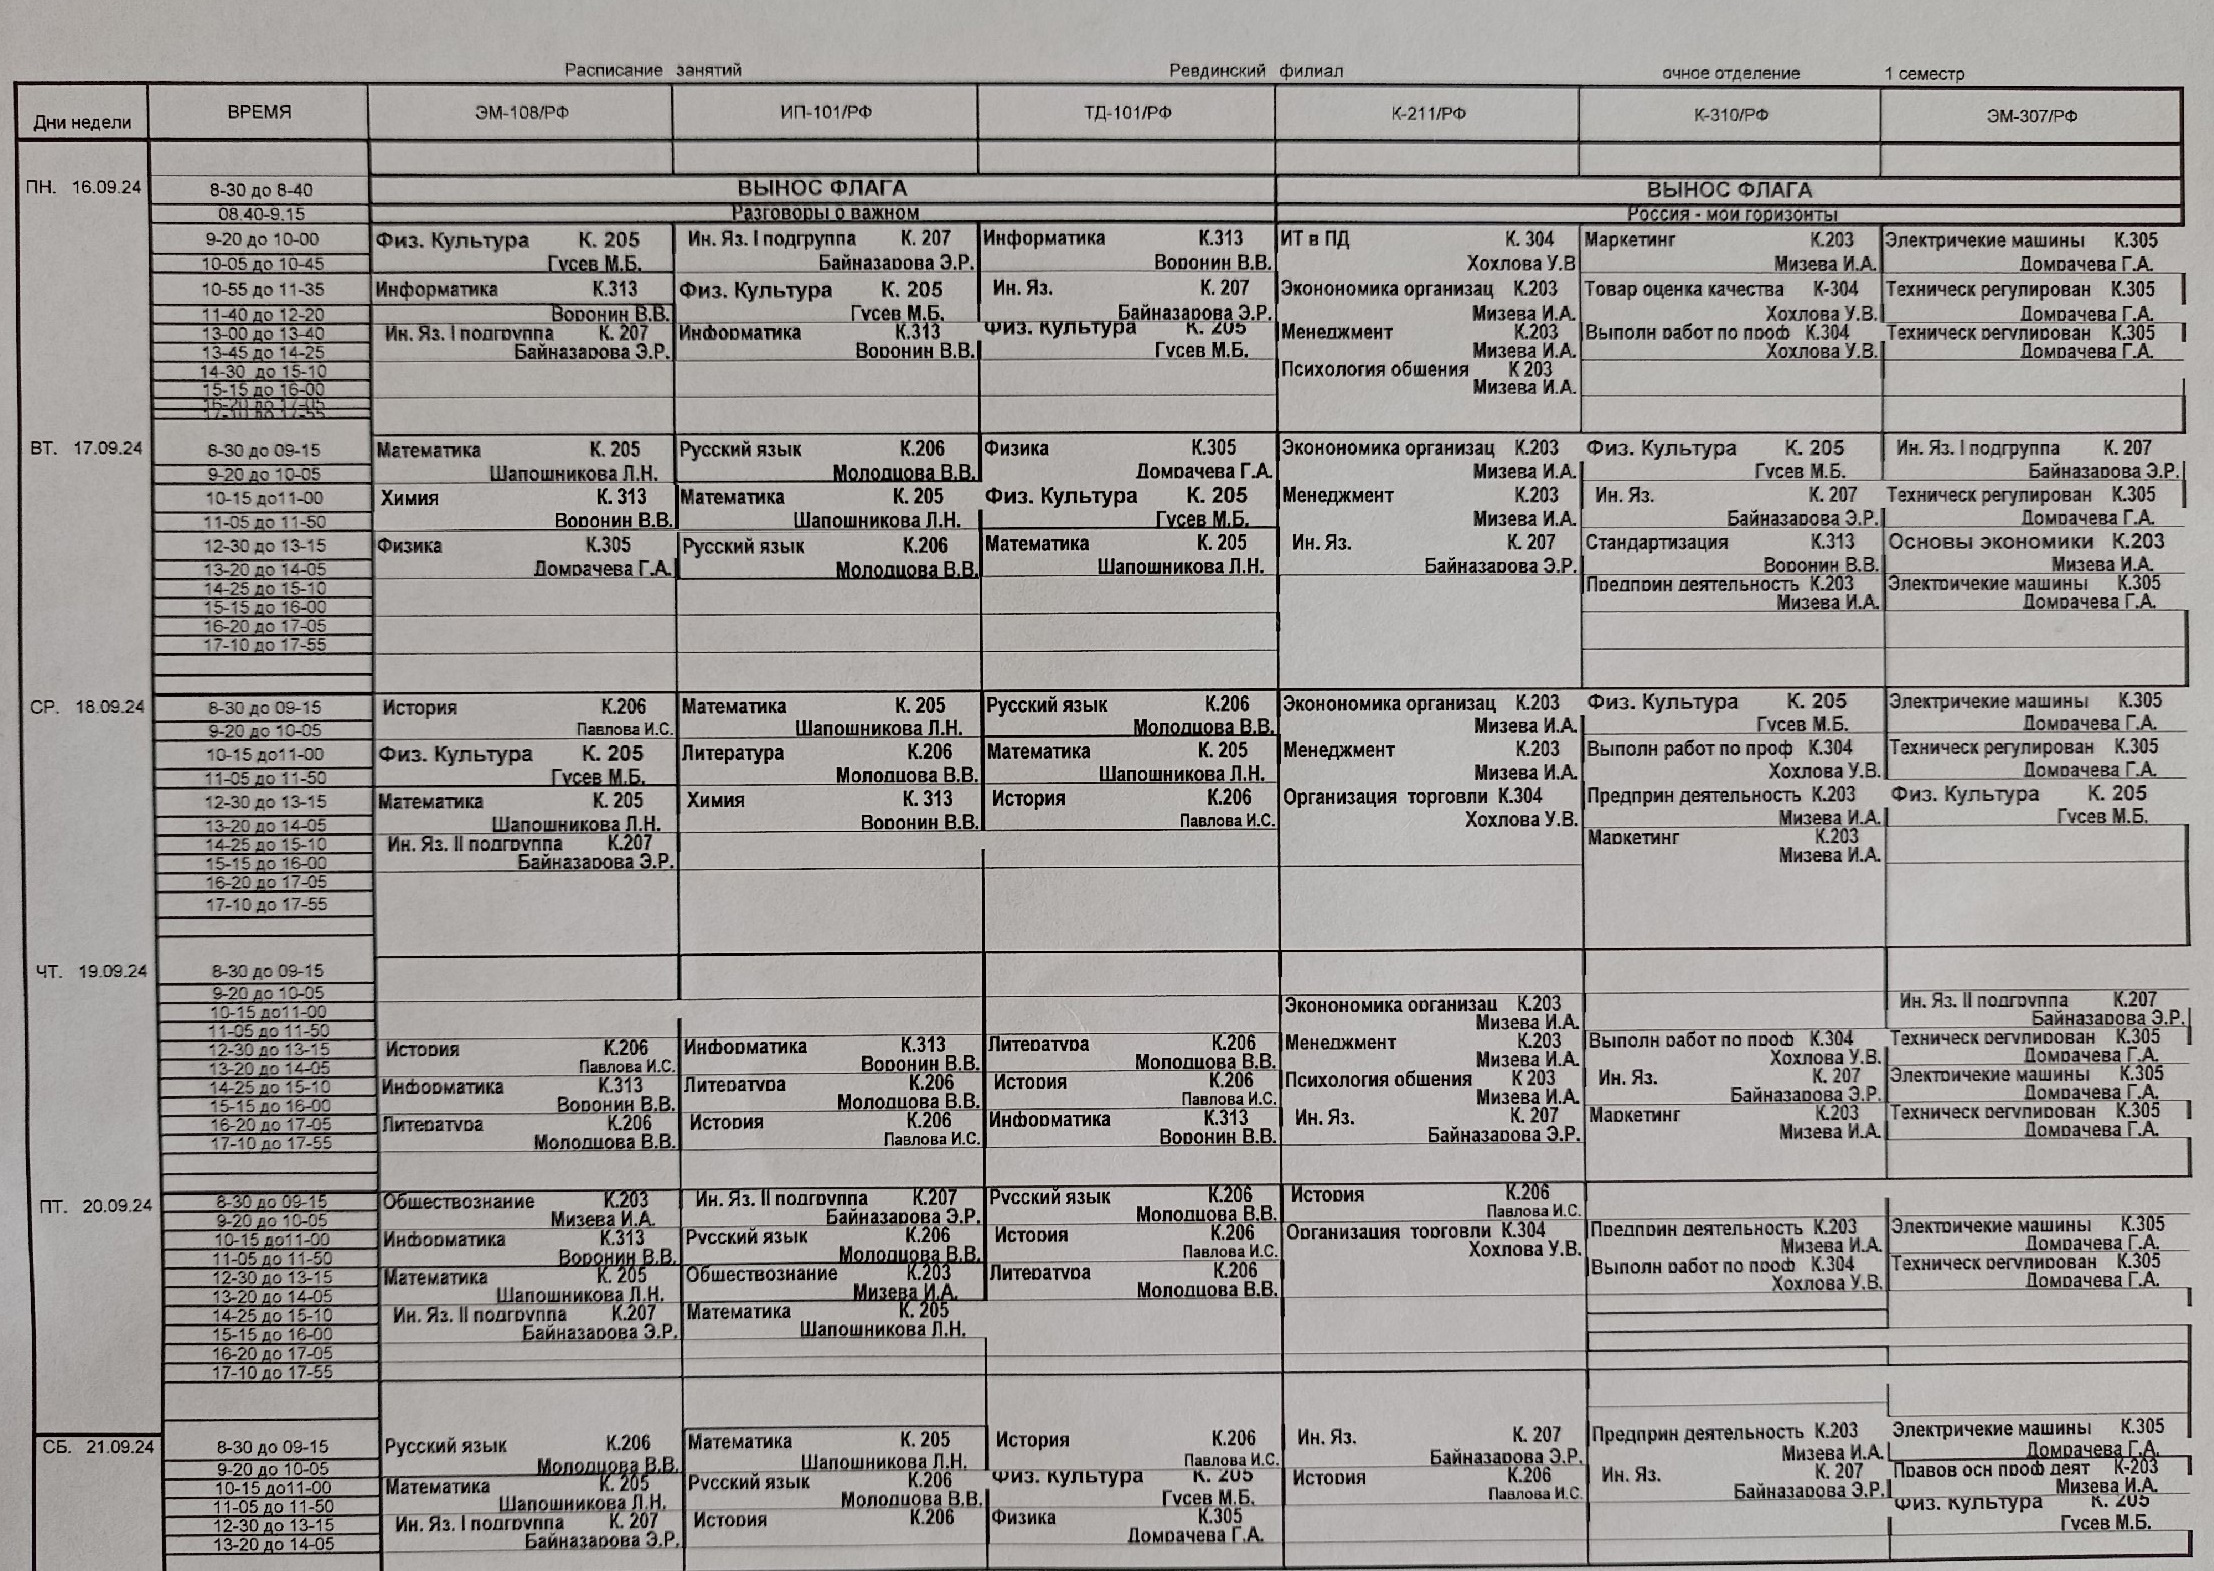 Расписание занятий Ревдинский филиал очное отделение 1 семестр
Дни недели ВРЕМЯ ЭМ-108/РФ ИП-101/РФ ТД-101/РФ К-211/РФ К-310/РФ ЭМ-307/РФ
ПН. 16.09.24 8-30 до 8-40 ВЫНОС ФЛАГА ВЫНОС ФЛАГА
08.40-9.15 Разговоры о важном Россия - мои горизонты
9-20 до 10-00 Физ. Культура К. 205 Ин. Яз. I подгруппа К. 207 Информатика К.313 ИТ в ПД К. 304 Маркетинг К.203 Электричекие машины К.305
10-05 до 10-45 Гусев М.Б. Байназарова Э.Р. Воронин В.В. Хохлова У.В Мизева И.А. Домрачева Г.А.
10-55 до 11-35 Информатика К.313 Физ. Культура К. 205 Ин. Яз. К. 207 Эконономика организац К.203 Товар оценка качества К-304 Техническ регулирован К.305
11-40 до 12-20 Воронин В.В. Гусев М.Б. Байназарова Э.Р. Мизева И.А. Хохлова У.В. Домрачева Г.А.
13-00 до 13-40 Ин. Яз. I подгруппа К. 207 Информатика К.313 Физ. Культура К. 205 Менеджмент К.203 Выполн работ по проф К.304 Техническ регулирован К.305
13-45 до 14-25 Байназарова Э.Р. Воронин В.В. Гусев М.Б. Мизева И.А. Хохлова У.В. Домрачева Г.А.
14-30 до 15-10 Психология обшения К 203
15-15 до 16-00 Мизева И.А.
16-20 до 17-05
17-10 до 17-55
ВТ. 17.09.24 8-30 до 09-15 Математика К. 205 Русский язык К.206 Физика К.305 Эконономика организац К.203 Физ. Культура К. 205 Ин. Яз. I подгруппа К. 207
9-20 до 10-05 Шапошникова Л.Н. Молодцова В.В. Домрачева Г.А. Мизева И.А. Гусев М.Б. Байназарова Э.Р.
10-15 до11-00 Химия К. 313 Математика К. 205 Физ. Культура К. 205 Менеджмент К.203 Ин. Яз. К. 207 Техническ регулирован К.305
11-05 до 11-50 Воронин В.В. Шапошникова Л.Н. Гусев М.Б. Мизева И.А. Байназарова Э.Р. Домрачева Г.А.
12-30 до 13-15 Физика К.305 Русский язык К.206 Математика К. 205 Ин. Яз. К. 207 Стандартизация К.313 Основы экономики К.203
13-20 до 14-05 Домрачева Г.А. Молодцова В.В. Шапошникова Л.Н. Байназарова Э.Р. Воронин В.В. Мизева И.А.
14-25 до 15-10 Предприн деятельность К.203 Электричекие машины К.305
15-15 до 16-00 Мизева И.А. Домрачева Г.А.
16-20 до 17-05
17-10 до 17-55
СР. 18.09.24 8-30 до 09-15 История К.206 Математика К. 205 Русский язык К.206 Эконономика организац К.203 Физ. Культура К. 205 Электричекие машины К.305
9-20 до 10-05 Павлова И.С. Шапошникова Л.Н. Молодцова В.В. Мизева И.А. Гусев М.Б. Домрачева Г.А.
10-15 до11-00 Физ. Культура К. 205 Литература К.206 Математика К. 205 Менеджмент К.203 Выполн работ по проф К.304 Техническ регулирован К.305
11-05 до 11-50 Гусев М.Б. Молодцова В.В. Шапошникова Л.Н. Мизева И.А. Хохлова У.В. Домрачева Г.А.
12-30 до 13-15 Математика К. 205 Химия К. 313 История К.206 Организация торговли К.304 Предприн деятельность К.203 Физ. Культура К. 205
13-20 до 14-05 Шапошникова Л.Н. Воронин В.В. Павлова И.С. Хохлова У.В. Мизева И.А. Гусев М.Б.
14-25 до 15-10 Ин. Яз. II подгруппа К.207 Маркетинг К.203
15-15 до 16-00 Байназарова Э.Р. Мизева И.А.
16-20 до 17-05
17-10 до 17-55
ЧТ. 19.09.24 8-30 до 09-15
9-20 до 10-05
10-15 до11-00 Эконономика организац К.203 Ин. Яз. II подгруппа К.207
11-05 до 11-50 Мизева И.А. Байназарова Э.Р.
12-30 до 13-15 История К.206 Информатика К.313 Литература К.206 Менеджмент К.203 Выполн работ по проф К.304 Техническ регулирован К.305
13-20 до 14-05 Павлова И.С. Воронин В.В. Молодцова В.В. Мизева И.А. Хохлова У.В. Домрачева Г.А.
14-25 до 15-10 Информатика К.313 Литература К.206 История К.206 Психология обшения К 203 Ин. Яз. К. 207 Электричекие машины К.305
15-15 до 16-00 Воронин В.В. Молодцова В.В. Павлова И.С. Мизева И.А. Байназарова Э.Р. Домрачева Г.А.
16-20 до 17-05 Литература К.206 История К.206 Информатика К.313 Ин. Яз. К. 207 Маркетинг К.203 Техническ регулирован К.305
17-10 до 17-55 Молодцова В.В. Павлова И.С. Воронин В.В. Байназарова Э.Р. Мизева И.А. Домрачева Г.А.
ПТ. 20.09.24 8-30 до 09-15 Обществознание К.203 Ин. Яз. II подгруппа К.207 Русский язык К.206 История К.206
9-20 до 10-05 Мизева И.А. Байназарова Э.Р. Молодцова В.В. Павлова И.С.
10-15 до11-00 Информатика К.313 Русский язык К.206 История К.206 Организация торговли К.304 Предприн деятельность К.203 Электричекие машины К.305
11-05 до 11-50 Воронин В.В. Молодцова В.В. Павлова И.С. Хохлова У.В. Мизева И.А. Домрачева Г.А.
12-30 до 13-15 Математика К. 205 Обществознание К.203 Литература К.206 Выполн работ по проф К.304 Техническ регулирован К.305
13-20 до 14-05 Шапошникова Л.Н. Мизева И.А. Молодцова В.В. Хохлова У.В. Домрачева Г.А.
14-25 до 15-10 Ин. Яз. II подгруппа К.207 Математика К. 205
15-15 до 16-00 Байназарова Э.Р. Шапошникова Л.Н.
16-20 до 17-05
17-10 до 17-55
СБ. 21.09.24 8-30 до 09-15 Русский язык К.206 Математика К. 205 История К.206 Ин. Яз. К. 207 Предприн деятельность К.203 Электричекие машины К.305
9-20 до 10-05 Молодцова В.В. Шапошникова Л.Н. Павлова И.С. Байназарова Э.Р. Мизева И.А. Домрачева Г.А.
10-15 до11-00 Математика К. 205 Русский язык К.206 Физ. Культура К. 205 История К.206 Ин. Яз. К. 207 Правов осн проф деят К-203
11-05 до 11-50 Шапошникова Л.Н. Молодцова В.В. Гусев М.Б. Павлова И.С. Байназарова Э.Р. Мизева И.А.
12-30 до 13-15 Ин. Яз. I подгруппа К. 207 История К.206 Физика К.305 Физ. Культура К. 205
13-20 до 14-05 Байназарова Э.Р. Домрачева Г.А. Гусев М.Б.